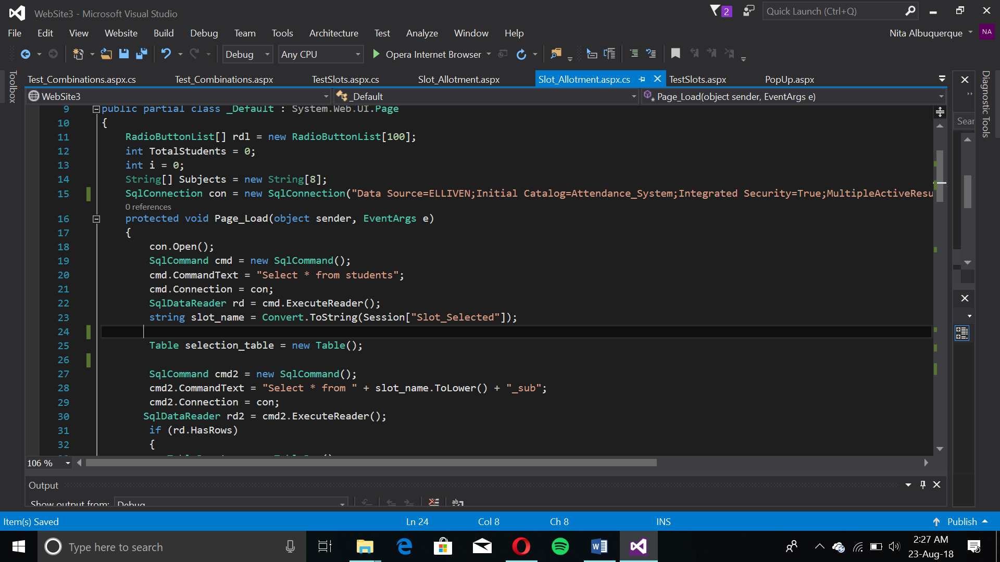 WebSite3 - Microsoft Visual Studio
2
Quick Launch (Ctrl+Q)
File Edit View Website Build Debug Team Tools Architecture Test Analyze Window Help
Nita Albuquerque NA
Debug Any CPU Opera Internet Browser
Toolbox
Test_Combinations.aspx.cs Test_Combinations.aspx TestSlots.aspx.cs Slot_Allotment.aspx Slot_Allotment.aspx.cs TestSlots.aspx PopUp.aspx
Diagnostic Tools
WebSite3 _Default Page_Load(object sender, EventArgs e)
Sear
9 public partial class _Default : System.Web.UI.Page
10 {
11 RadioButtonList[] rdl = new RadioButtonList[100];
12 int TotalStudents = 0;
13 int i = 0;
14 String[] Subjects = new String[8];
15 SqlConnection con = new SqlConnection("Data Source=ELLIVEN;Initial Catalog=Attendance_System;Integrated Security=True;MultipleActiveResu
0 references
16 protected void Page_Load(object sender, EventArgs e)
17 {
18 con.Open();
19 SqlCommand cmd = new SqlCommand();
20 cmd.CommandText = "Select * from students";
21 cmd.Connection = con;
22 SqlDataReader rd = cmd.ExecuteReader();
23 string slot_name = Convert.ToString(Session["Slot_Selected"]);
24
25 Table selection_table = new Table();
26
27 SqlCommand cmd2 = new SqlCommand();
28 cmd2.CommandText = "Select * from " + slot_name.ToLower() + "_sub";
29 cmd2.Connection = con;
30 SqlDataReader rd2 = cmd2.ExecuteReader();
31 if (rd.HasRows)
32 {
106 %
Output
Show output from: Debug
Item(s) Saved Ln 24 Col 8 Ch 8 INS Publish
Type here to search
2:27 AM
23-Aug-18